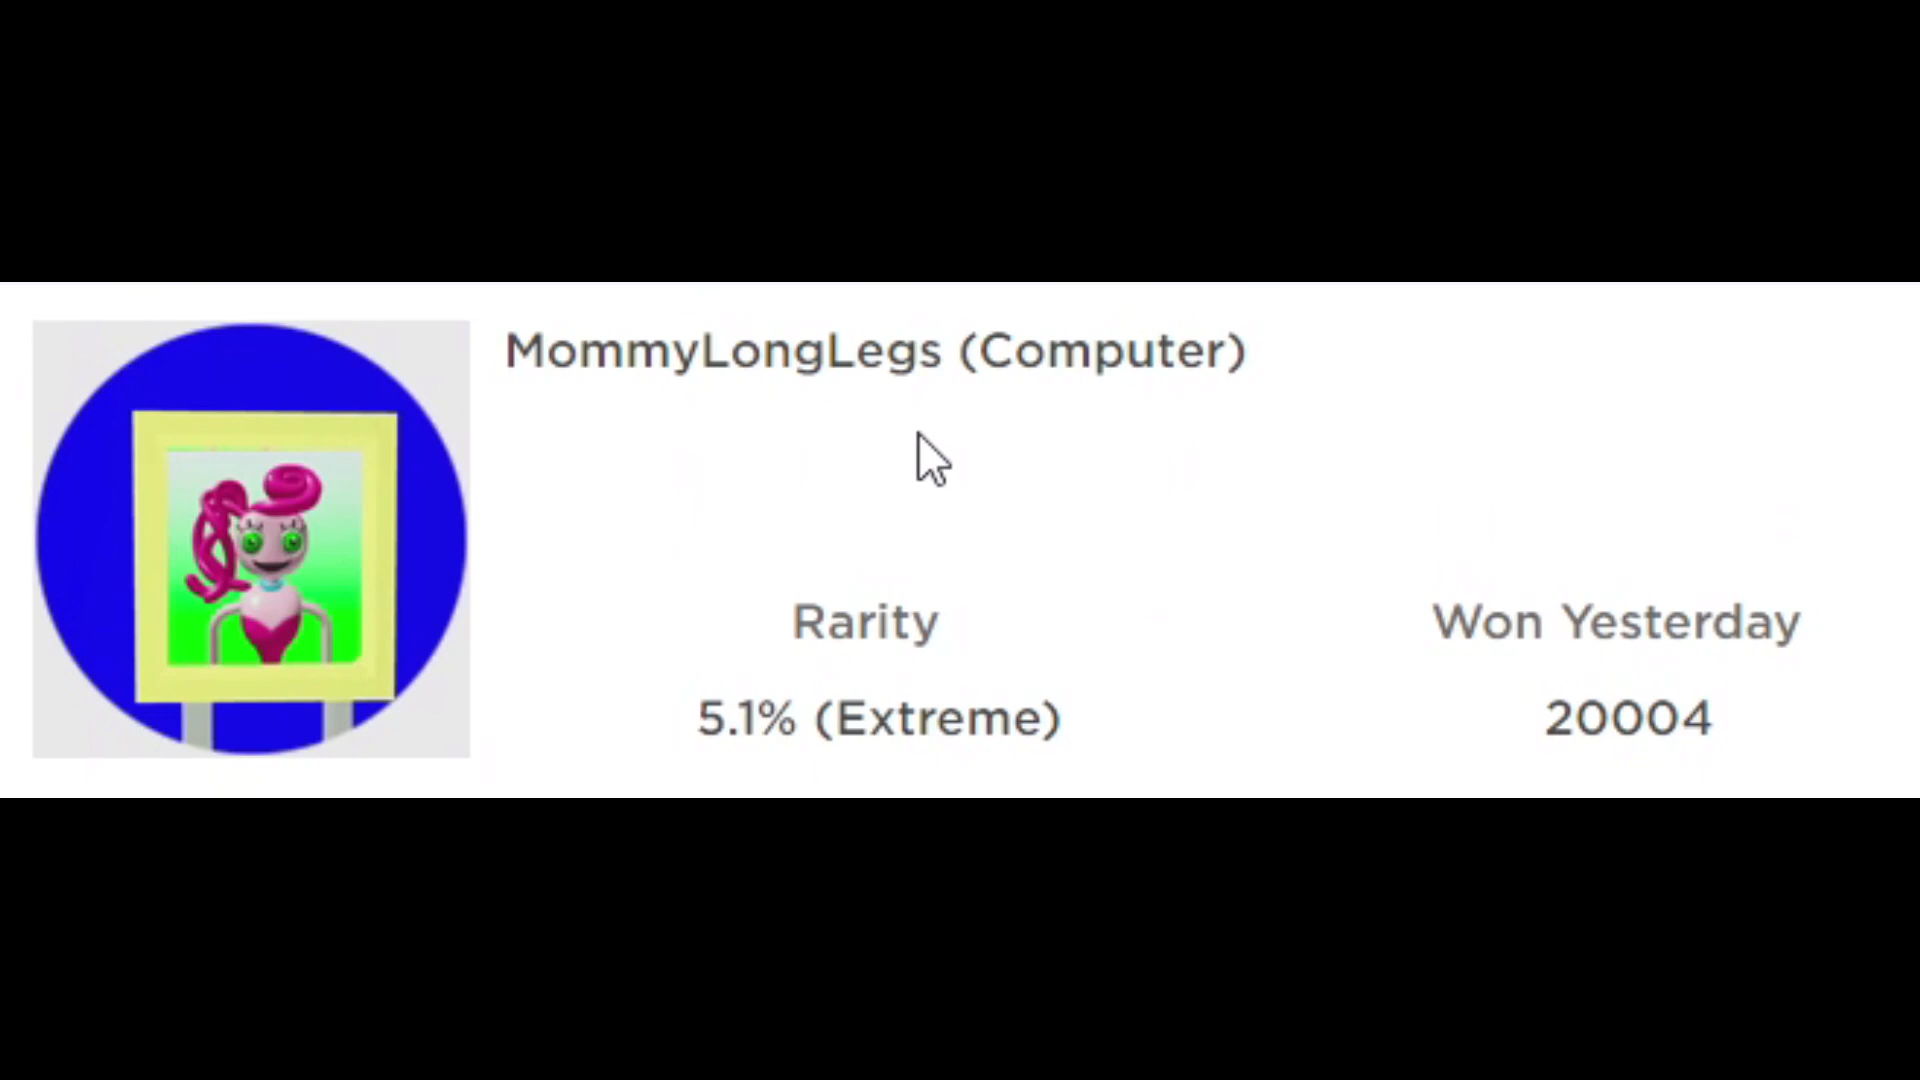 MommyLongLegs (Computer)
Rarity
Won Yesterday
5.1% (Extreme)
20004